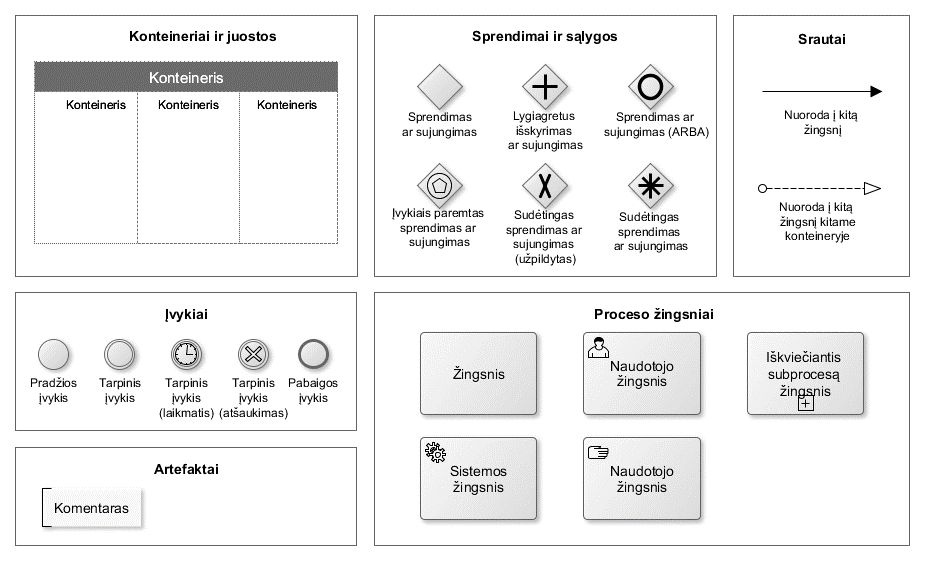 Konteineriai ir juostos
Konteineris
Konteineris Konteineris Konteineris
Sprendimai ir sąlygos
Sprendimas
ar sujungimas
Lygiagretus
išskyrimas
ar sujungimas
Sprendimas ar
sujungimas (ARBA)
Įvykiais paremtas
sprendimas ar
sujungimas
Sudėtingas
sprendimas ar
sujungimas
(užpildytas)
Sudėtingas
sprendimas
ar sujungimas
Srautai
Nuoroda į kitą
žingsnį
Nuoroda į kitą
žingsnį kitame
konteineryje
Įvykiai
Pradžios
įvykis
Tarpinis
įvykis
Tarpinis
įvykis
(laikmatis)
Tarpinis
įvykis
(atšaukimas)
Pabaigos
įvykis
Artefaktai
Komentaras
Proceso žingsniai
Žingsnis
Naudotojo
žingsnis
Iškviečiantis
subprocesą
žingsnis
Sistemos
žingsnis
Naudotojo
žingsnis